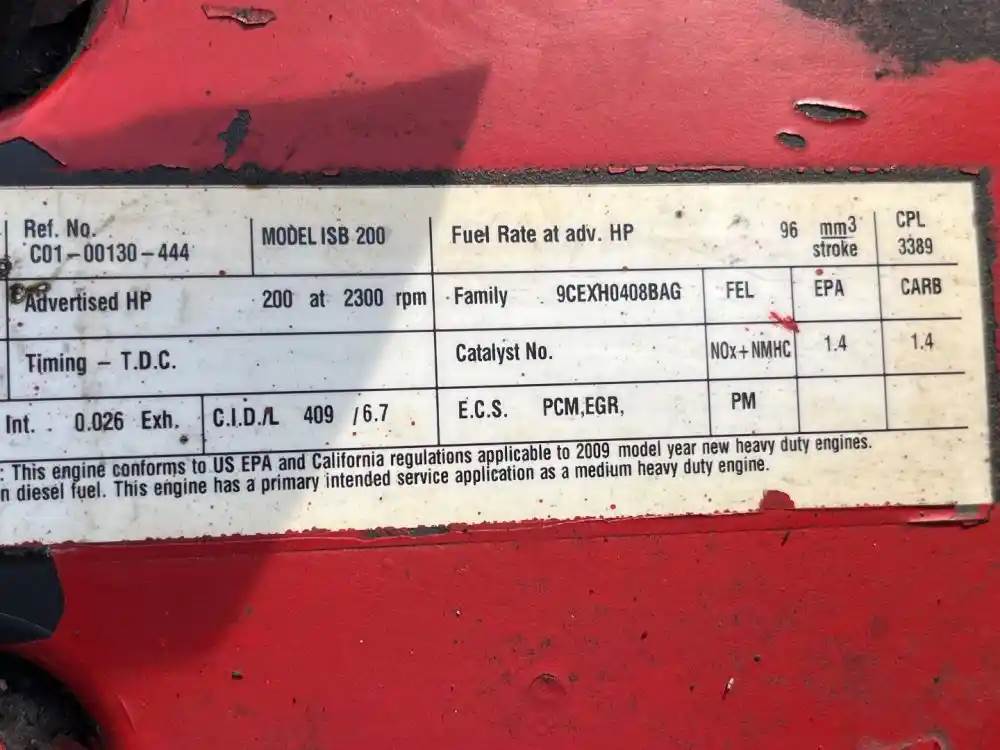 Ref. No.
C01-00130-444
MODEL ISB 200
Fuel Rate at adv. HP 96 mm3
stroke
CPL
3389
Advertised HP 200 at 2300 rpm
Family 9CEXH0408BAG
FEL
EPA
CARB
Timing - T.D.C.
Catalyst No.
NOx+NMHC
1.4
1.4
Int. . 0.026 Exh.
C.I.D./L 409 /6.7
E.C.S. PCM,EGR,
PM
: This engine conforms to US EPA and California regulations applicable to 2009 model year new heavy duty engines.
n diesel fuel. This engine has a primary intended service application as a medium heavy duty engine.